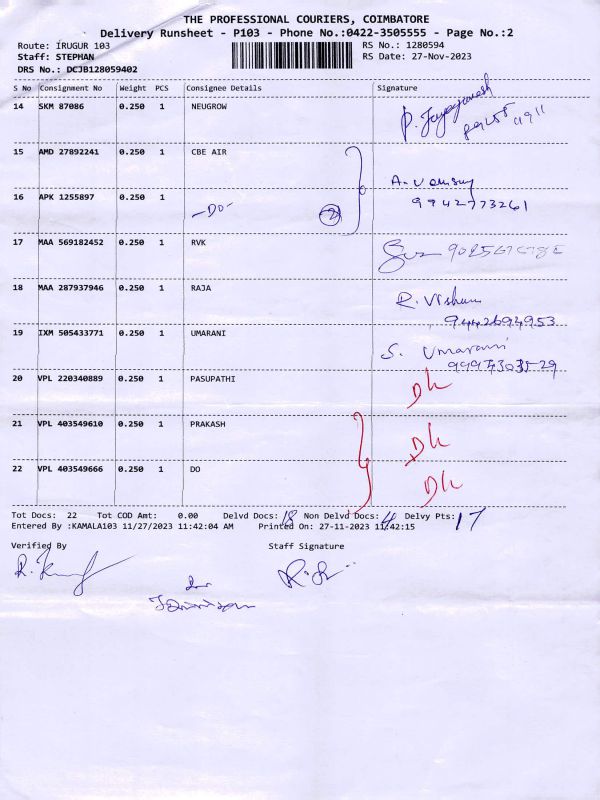 THE PROFESSIONAL COURIERS, COIMBATORE
Delivery Runsheet - P103 - Phone No.:0422-3505555 - Page No.:2
Route: IRUGUR 103 RS No.: 1280594
Staff: STEPHAN RS Date: 27-Nov-2023
DRS No.: DCJB128059402
S No Consignment No Weight PCS Consignee Details Signature
14 SKM 87086 0.250 1 NEUGROW
15 AMD 27892241 0.250 1 CBE AIR
16 APK 1255897 0.250 1 -DO- 2 A.
9942773261
17 MAA 569182452 0.250 1 RVK
18 MAA 287937946 0.250 1 RAJA R. Vishnu
9442694953
19 IXM 505433771 0.250 1 UMARANI S. Umarani
20 VPL 220340889 0.250 1 PASUPATHI DL
21 VPL 403549610 0.250 1 PRAKASH DL
22 VPL 403549666 0.250 1 DO DL
Tot Docs: 22 Tot COD Amt: 0.00 Delvd Docs: 18 Non Delvd Docs: 4 Delvy Pts: 17
Entered By :KAMALA103 11/27/2023 11:42:04 AM Printed On: 27-11-2023 11:42:15
Verified By Staff Signature